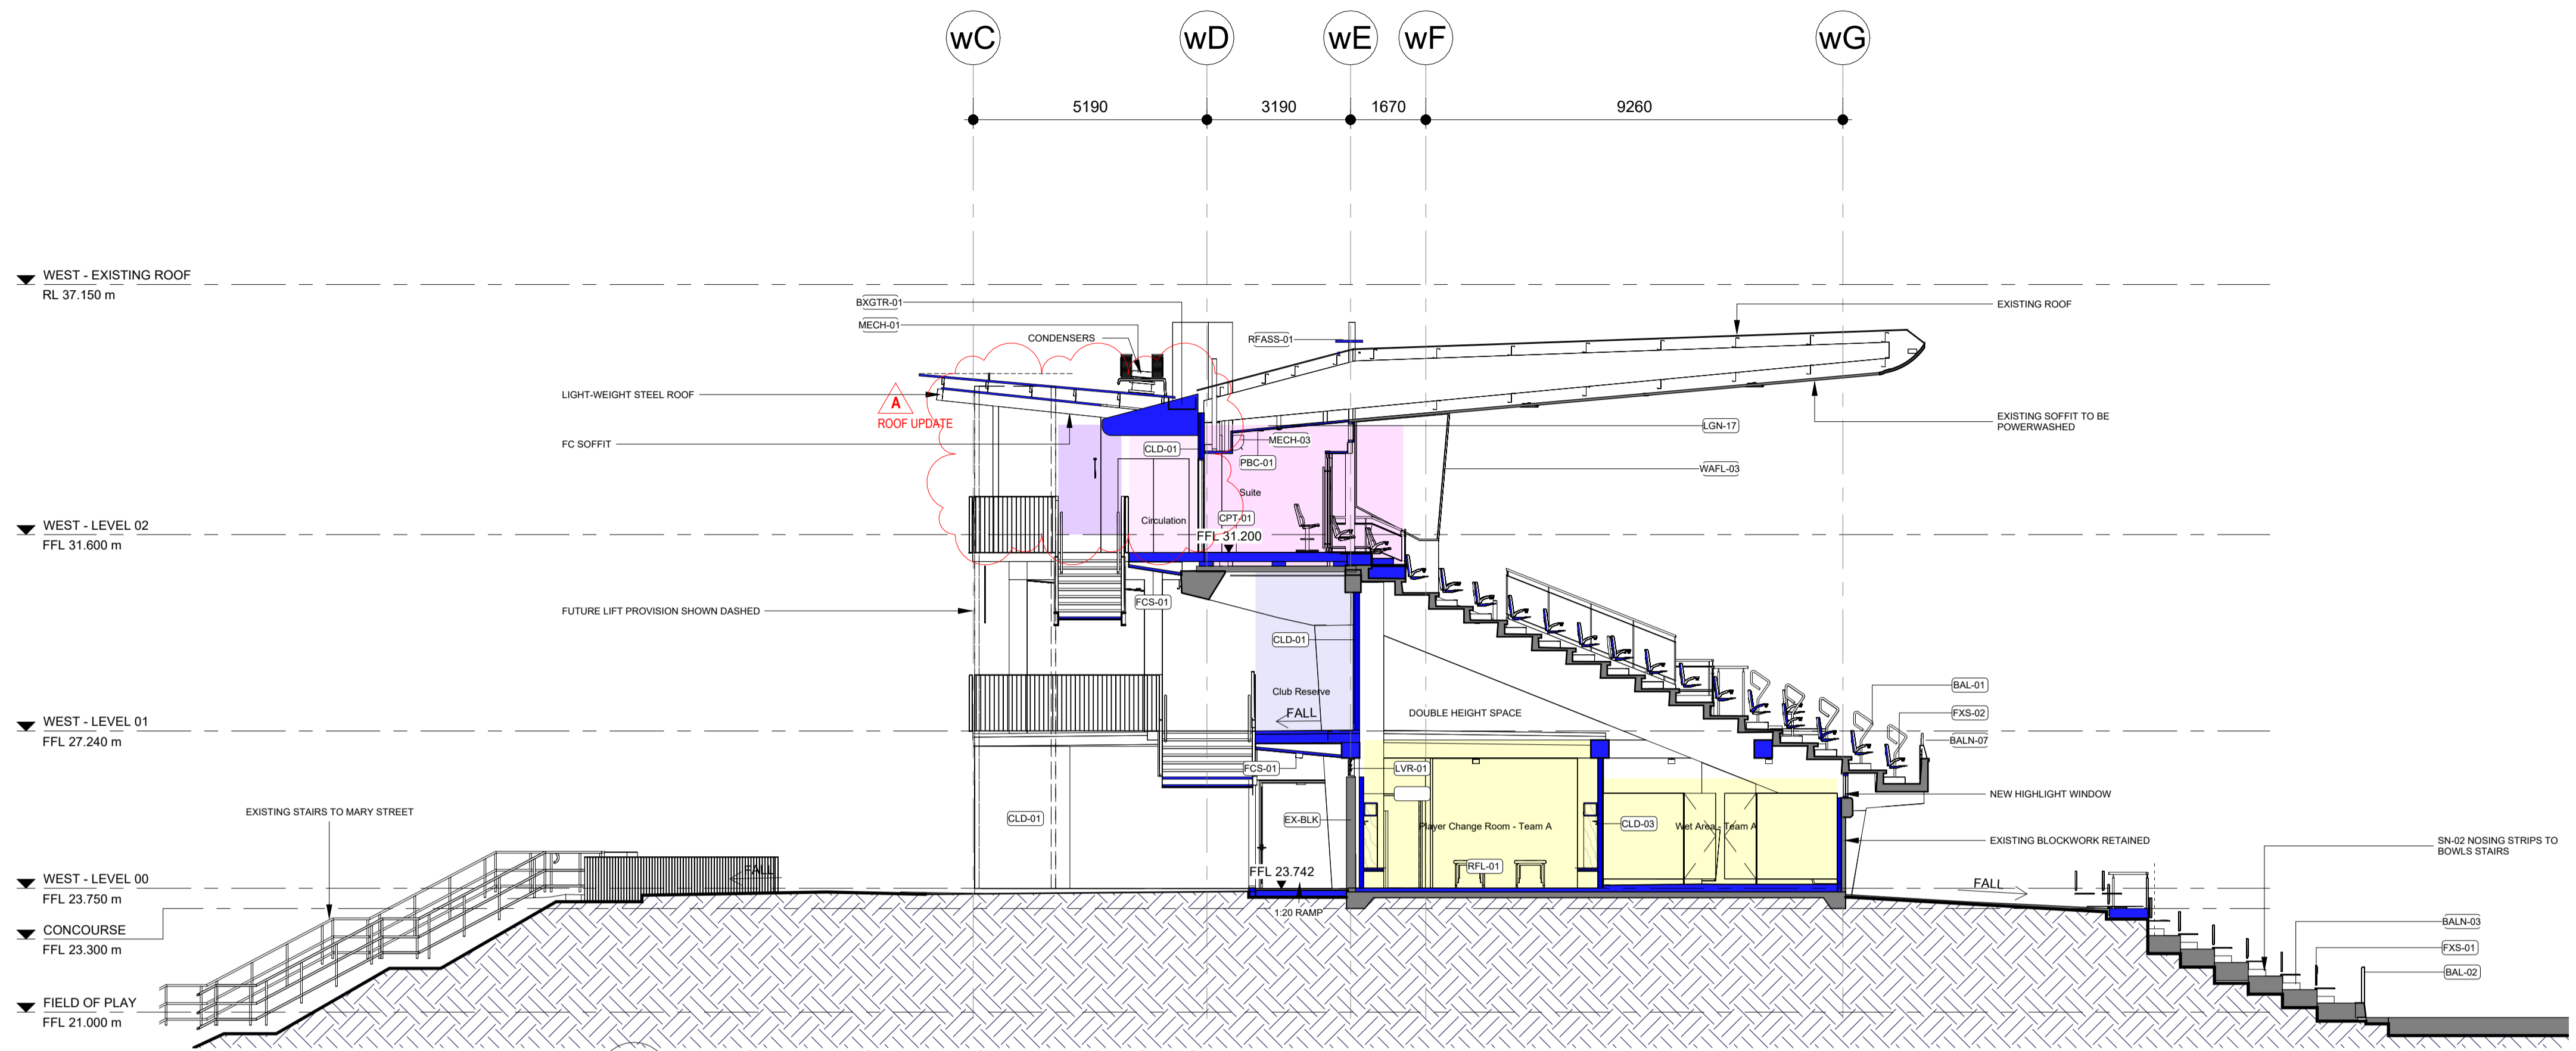 wC
wD
wE
wF
wG
5190
3190
1670
9260
WEST - EXISTING ROOF
RL 37.150 m
BXGTR-01
EXISTING ROOF
MECH-01
CONDENSERS
RFASS-01
LIGHT-WEIGHT STEEL ROOF
A
ROOF UPDATE
EXISTING SOFFIT TO BE
POWERWASHED
LGN-17
FC SOFFIT
MECH-03
CLD-01
PBC-01
WAFL-03
Suite
CPT-01
Circulation
WEST - LEVEL 02
FFL 31.600 m
FFL 31.200
FCS-01
FUTURE LIFT PROVISION SHOWN DASHED
CLD-01
BAL-01
Club Reserve
FALL
DOUBLE HEIGHT SPACE
FXS-02
WEST - LEVEL 01
FFL 27.240 m
BALN-07
FCS-01
LVR-01
NEW HIGHLIGHT WINDOW
EXISTING STAIRS TO MARY STREET
CLD-01
EX-BLK
Player Change Room - Team A
CLD-03
Wet Area - Team A
EXISTING BLOCKWORK RETAINED
SN-02 NOSING STRIPS TO
BOWLS STAIRS
RFL-01
FALL
FFL 23.742
WEST - LEVEL 00
FFL 23.750 m
FALL
1:20 RAMP
BALN-03
CONCOURSE
FFL 23.300 m
FXS-01
BAL-02
FIELD OF PLAY
FFL 21.000 m